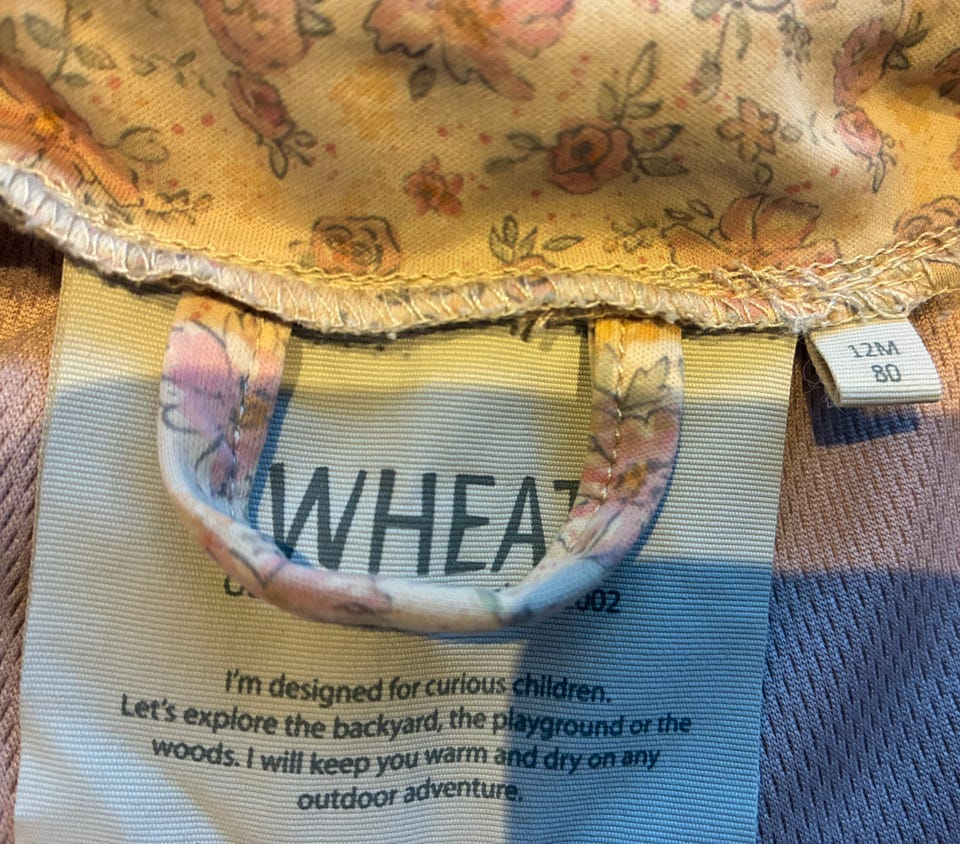 12M
80
WHEAT
002
I'm designed for curious children.
Let's explore the backyard, the playground or the
woods. I will keep you warm and dry on any
outdoor adventure.